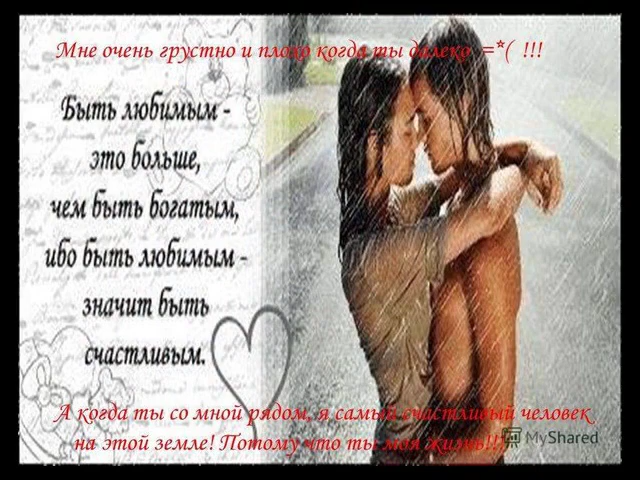 Мне очень грустно и плохо когда ты далеко =*( !!!
Быть любимым -
это больше,
чем быть богатым,
ибо быть любимым -
значит быть
счастливым.
А когда ты со мной рядом, я самый счастливый человек
на этой земле! Потому что ты моя жизнь!!!
MyShared